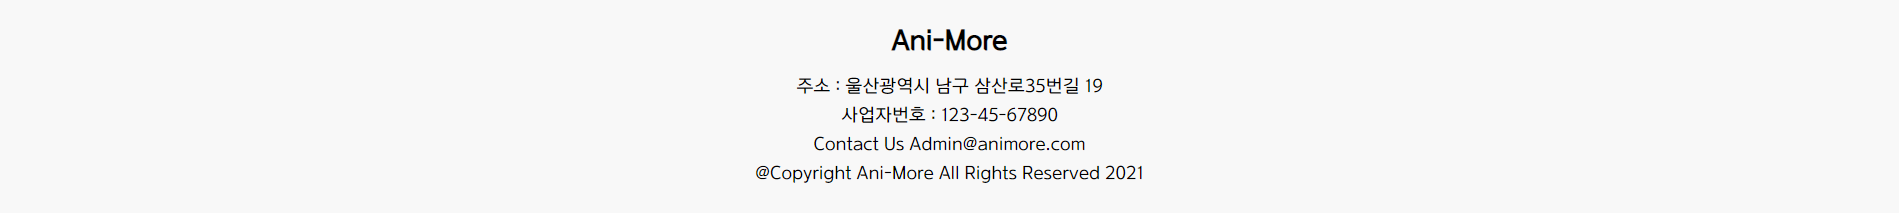 Ani-More
주소 : 울산광역시 남구 삼산로35번길 19
사업자번호 : 123-45-67890
Contact Us Admin@animore.com
@Copyright Ani-More All Rights Reserved 2021